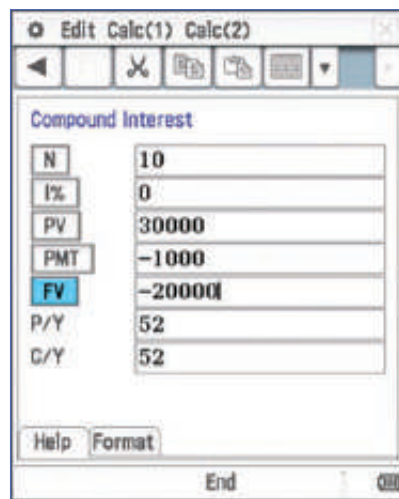 Edit Calc(1) Calc(2)
Compound Interest
N 10
I% 0
PV 30000
PMT -1000
FV -20000
P/Y 52
C/Y 52
Help Format
End